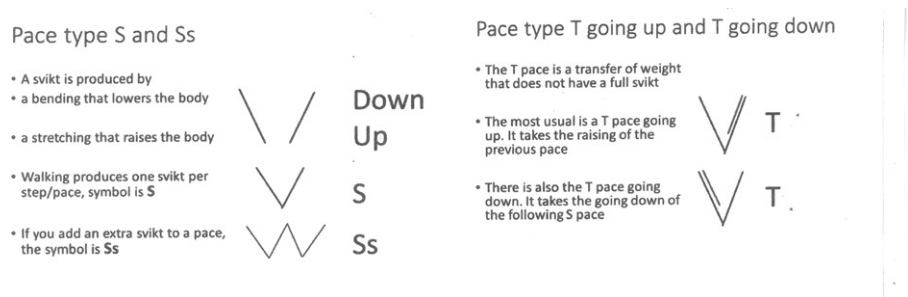 Pace type S and Ss
• A svikt is produced by
• a bending that lowers the body
Down
• a stretching that raises the body
Up
• Walking produces one svikt per
step/pace, symbol is S
S
• If you add an extra svikt to a pace,
the symbol is Ss
Ss
Pace type T going up and T going down
• The T pace is a transfer of weight
that does not have a full svikt
• The most usual is a T pace going
up. It takes the raising of the
previous pace
T
• There is also the T pace going
down. It takes the going down of
the following S pace
T